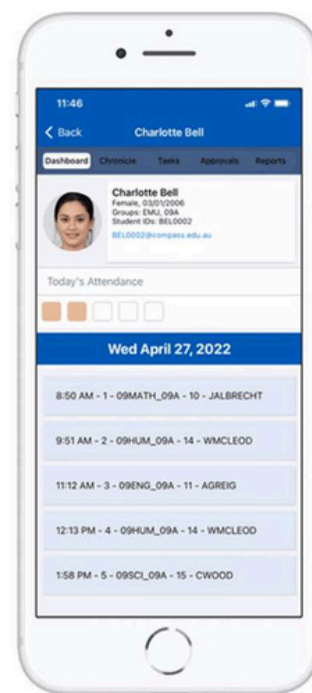 11:46
Back
Charlotte Bell
Dashboard Chronicle Tasks Approvals Reports
Charlotte Bell
Female, 03/01/2006
Groups: EMU, 09A
Student IDs: BEL0002
BEL0002@compass.edu.au
Today's Attendance
Wed April 27, 2022
8:50 AM - 1 - 09MATH_09A - 10 - JALBRECHT
9:51 AM - 2 - 09HUM_09A - 14 - WMCLEOD
11:12 AM - 3 - 09ENG_09A - 11 - AGREIG
12:13 PM - 4 - 09HUM_09A - 14 - WMCLEOD
1:58 PM - 5 - 09SCI_09A - 15 - CWOOD